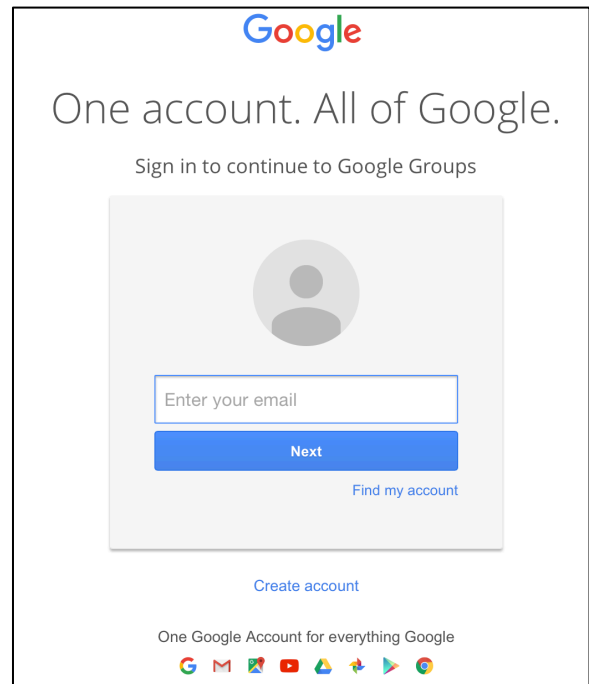 Google
One account. All of Google.
Sign in to continue to Google Groups
Enter your email
Next
Find my account
Create account
One Google Account for everything Google